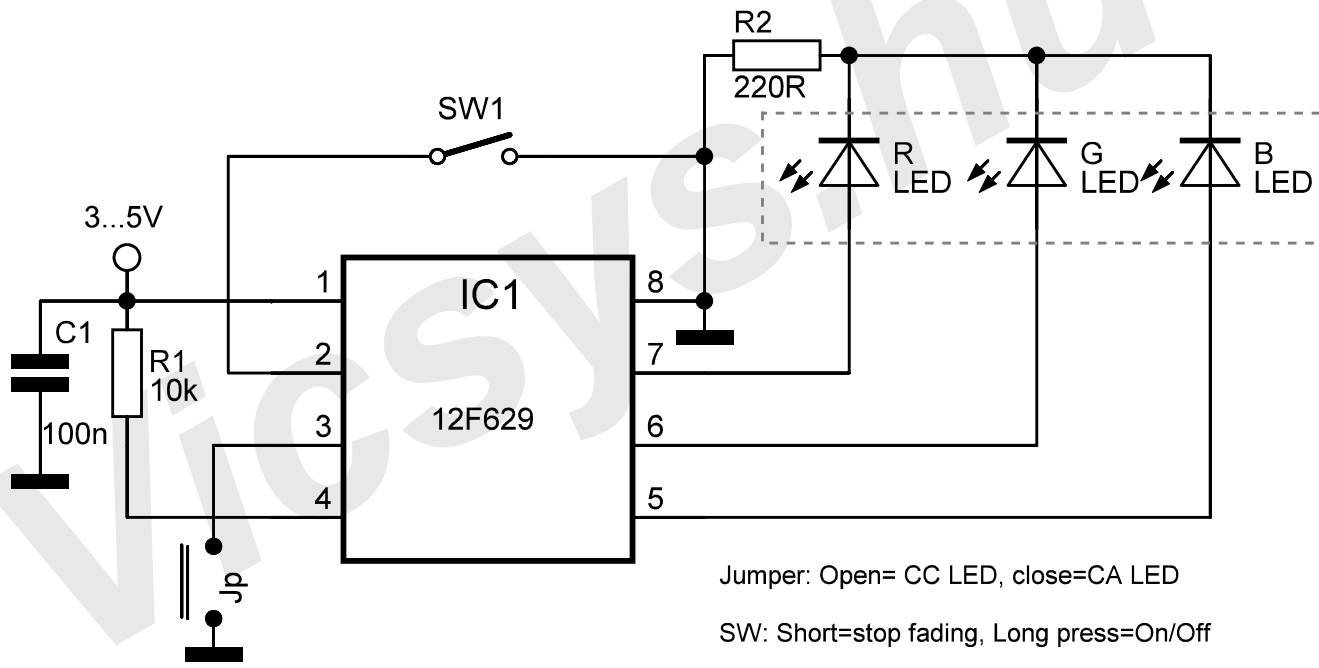 R2
220R
SW1
R
LED
G
LED
B
LED
3...5V
1
IC1
8
C1
R1
10k
2
7
100n
3
12F629
6
4
5
Jp
Jumper: Open= CC LED, close=CA LED
SW: Short=stop fading, Long press=On/Off
Vicsys.hu